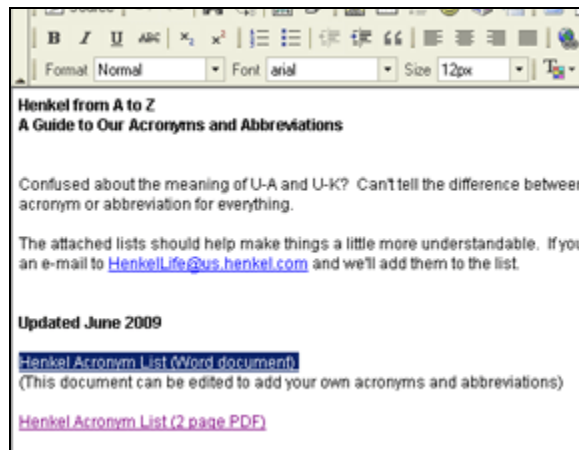 Source
B I U ABC x₂ x²
Format Normal Font arial Size 12px T
Henkel from A to Z
A Guide to Our Acronyms and Abbreviations
Confused about the meaning of U-A and U-K? Can't tell the difference between
acronym or abbreviation for everything.
The attached lists should help make things a little more understandable. If you
an e-mail to HenkelLife@us.henkel.com and we'll add them to the list.
Updated June 2009
Henkel Acronym List (Word document)
(This document can be edited to add your own acronyms and abbreviations)
Henkel Acronym List (2 page PDF)